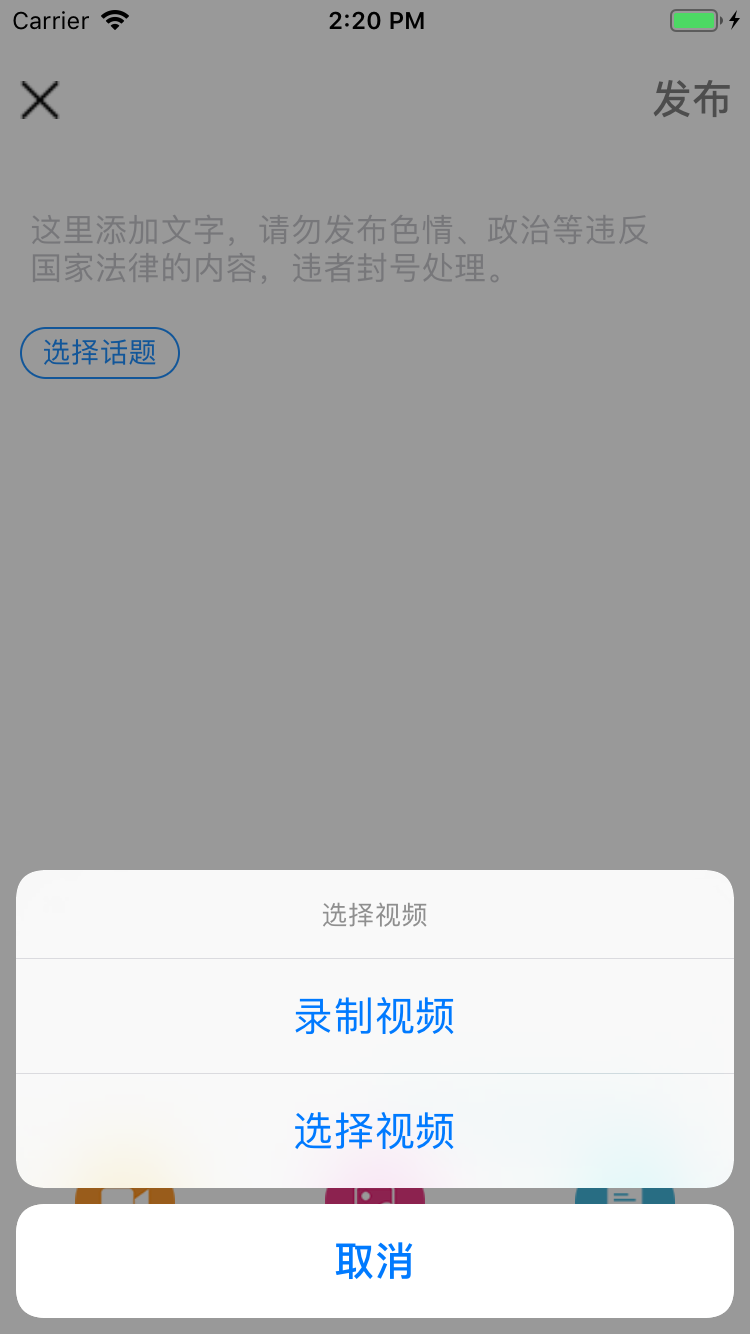 Carrier
2:20 PM
发布
这里添加文字，请勿发布色情、政治等违反
国家法律的内容，违者封号处理。
选择话题
选择视频
录制视频
选择视频
取消